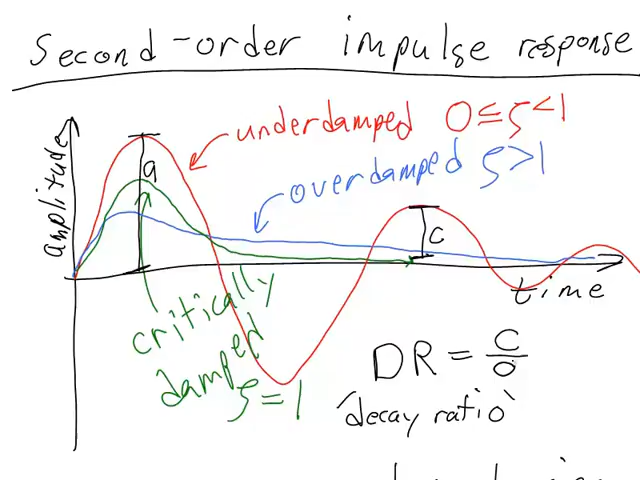 Second-order impulse response
underdamped 0≤ζ<1
overdamped ζ>1
amplitude
a
c
time
critically
damped
ζ=1
DR = c/a
'decay ratio'